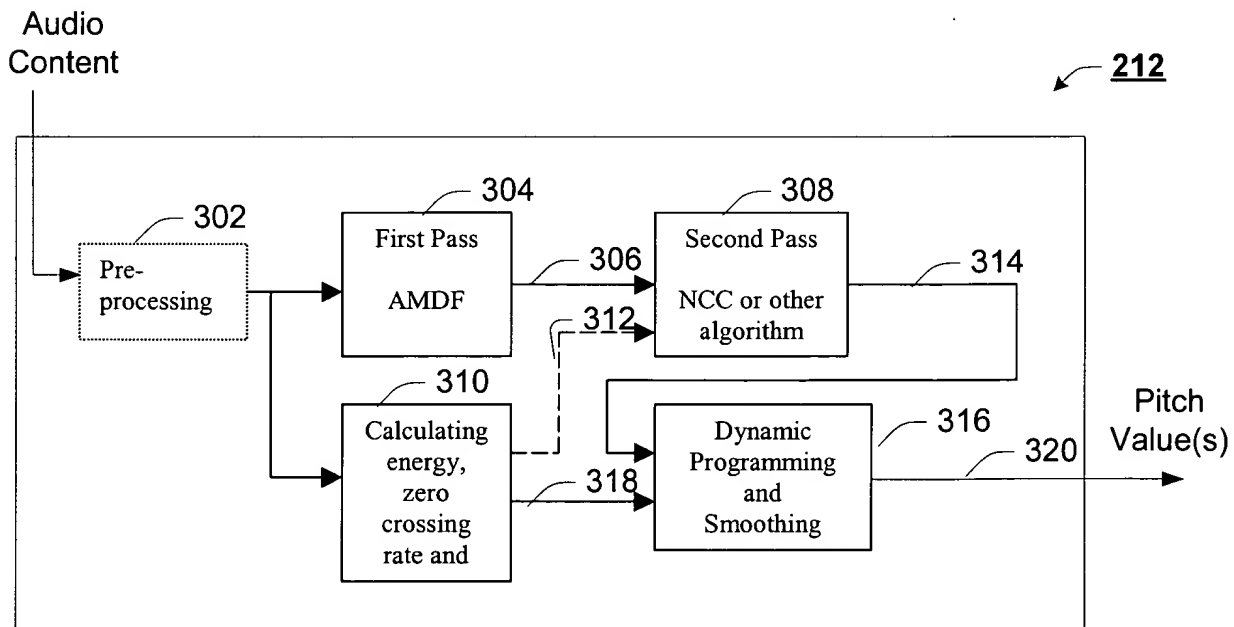 Audio
Content
212
302
Pre-
processing
304
First Pass
AMDF
306
308
Second Pass
NCC or other
algorithm
314
312
310
Calculating
energy,
zero
crossing
rate and
318
Dynamic
Programming
and
Smoothing
316
320
Pitch
Value(s)